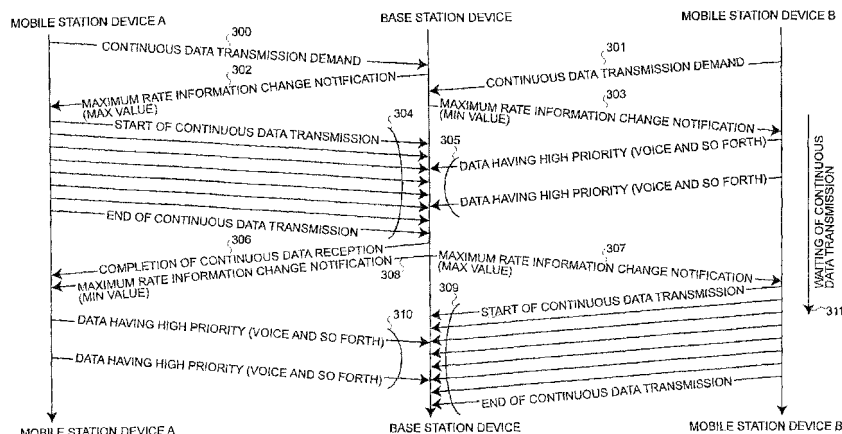 MOBILE STATION DEVICE A
BASE STATION DEVICE
MOBILE STATION DEVICE B
300
CONTINUOUS DATA TRANSMISSION DEMAND
301
CONTINUOUS DATA TRANSMISSION DEMAND
302
MAXIMUM RATE INFORMATION CHANGE NOTIFICATION
(MAX VALUE)
303
MAXIMUM RATE INFORMATION CHANGE NOTIFICATION
(MIN VALUE)
304
START OF CONTINUOUS DATA TRANSMISSION
305
DATA HAVING HIGH PRIORITY (VOICE AND SO FORTH)
DATA HAVING HIGH PRIORITY (VOICE AND SO FORTH)
WAITING OF CONTINUOUS
DATA TRANSMISSION
END OF CONTINUOUS DATA TRANSMISSION
306
COMPLETION OF CONTINUOUS DATA RECEPTION
307
MAXIMUM RATE INFORMATION CHANGE NOTIFICATION
(MAX VALUE)
MAXIMUM RATE INFORMATION CHANGE NOTIFICATION
(MIN VALUE)
308
309
START OF CONTINUOUS DATA TRANSMISSION
311
310
DATA HAVING HIGH PRIORITY (VOICE AND SO FORTH)
DATA HAVING HIGH PRIORITY (VOICE AND SO FORTH)
END OF CONTINUOUS DATA TRANSMISSION
MOBILE STATION DEVICE A
BASE STATION DEVICE
MOBILE STATION DEVICE B